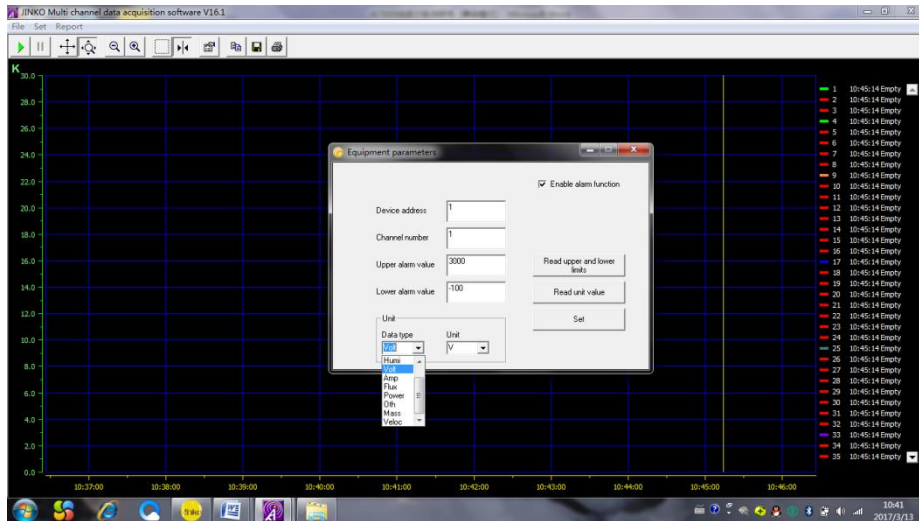 JINKO Multi channel data acquisition software V16.1
File Set Report
K
30.0
28.0
26.0
24.0
22.0
20.0
18.0
16.0
14.0
12.0
10.0
8.0
6.0
4.0
2.0
0.0
10:37:00 10:38:00 10:39:00 10:40:00 10:41:00 10:42:00 10:43:00 10:44:00 10:45:00 10:46:00
Equipment parameters
Enable alarm function
Device address 1
Channel number 1
Upper alarm value 3000
Read upper and lower
limits
Lower alarm value -100
Read unit value
Set
Unit
Data type Unit
Volt V
Humi
Volt
Amp
Flux
Power
Oth
Mass
Veloc
1 10:45:14 Empty
2 10:45:14 Empty
3 10:45:14 Empty
4 10:45:14 Empty
5 10:45:14 Empty
6 10:45:14 Empty
7 10:45:14 Empty
8 10:45:14 Empty
9 10:45:14 Empty
10 10:45:14 Empty
11 10:45:14 Empty
12 10:45:14 Empty
13 10:45:14 Empty
14 10:45:14 Empty
15 10:45:14 Empty
16 10:45:14 Empty
17 10:45:14 Empty
18 10:45:14 Empty
19 10:45:14 Empty
20 10:45:14 Empty
21 10:45:14 Empty
22 10:45:14 Empty
23 10:45:14 Empty
24 10:45:14 Empty
25 10:45:14 Empty
26 10:45:14 Empty
27 10:45:14 Empty
28 10:45:14 Empty
29 10:45:14 Empty
30 10:45:14 Empty
31 10:45:14 Empty
32 10:45:14 Empty
33 10:45:14 Empty
34 10:45:14 Empty
35 10:45:14 Empty
10:41
2017/3/13